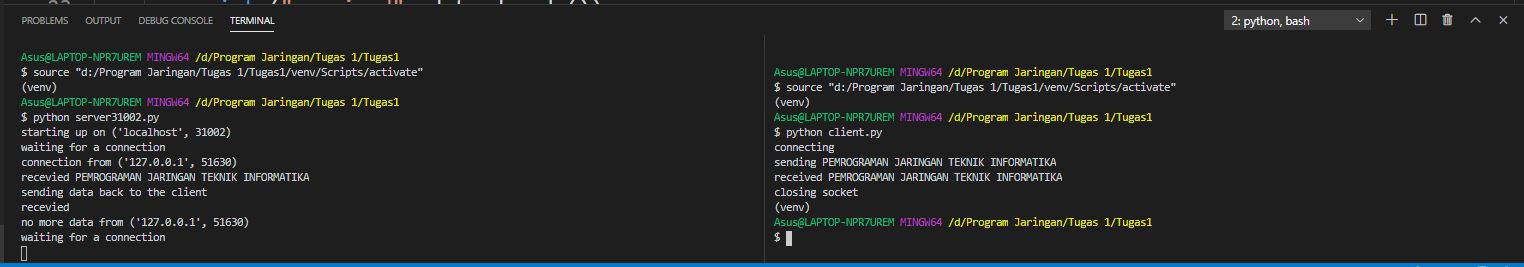 PROBLEMS OUTPUT DEBUG CONSOLE TERMINAL 2: python, bash
Asus@LAPTOP-NPR7UREM MINGW64 /d/Program Jaringan/Tugas 1/Tugas1
$ source "d:/Program Jaringan/Tugas 1/Tugas1/venv/Scripts/activate"
(venv)
Asus@LAPTOP-NPR7UREM MINGW64 /d/Program Jaringan/Tugas 1/Tugas1
$ python server31002.py
starting up on ('localhost', 31002)
waiting for a connection
connection from ('127.0.0.1', 51630)
recevied PEMROGRAMAN JARINGAN TEKNIK INFORMATIKA
sending data back to the client
recevied
no more data from ('127.0.0.1', 51630)
waiting for a connection
Asus@LAPTOP-NPR7UREM MINGW64 /d/Program Jaringan/Tugas 1/Tugas1
$ source "d:/Program Jaringan/Tugas 1/Tugas1/venv/Scripts/activate"
(venv)
Asus@LAPTOP-NPR7UREM MINGW64 /d/Program Jaringan/Tugas 1/Tugas1
$ python client.py
connecting
sending PEMROGRAMAN JARINGAN TEKNIK INFORMATIKA
received PEMROGRAMAN JARINGAN TEKNIK INFORMATIKA
closing socket
(venv)
Asus@LAPTOP-NPR7UREM MINGW64 /d/Program Jaringan/Tugas 1/Tugas1
$